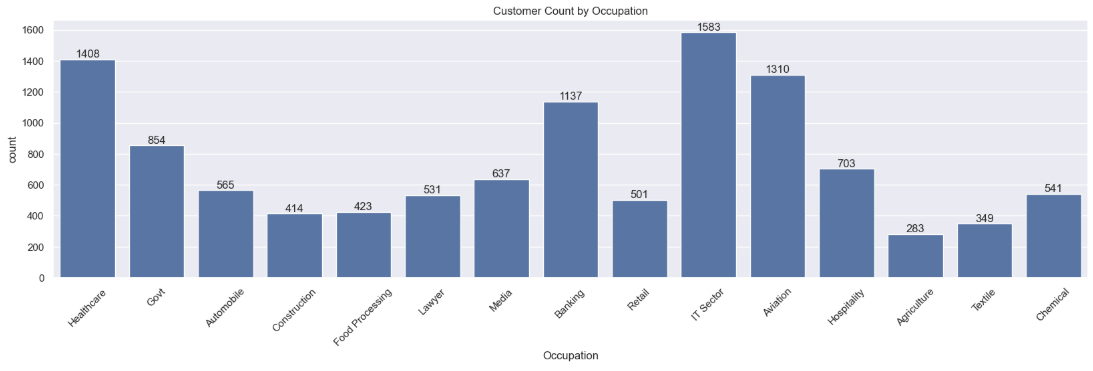 Customer Count by Occupation
count
1600
1400
1200
1000
800
600
400
200
0
1408
854
565
414
423
531
637
1137
501
1583
1310
703
283
349
541
Healthcare
Govt
Automobile
Construction
Food Processing
Lawyer
Media
Banking
Retail
IT Sector
Aviation
Hospitality
Agriculture
Textile
Chemical
Occupation